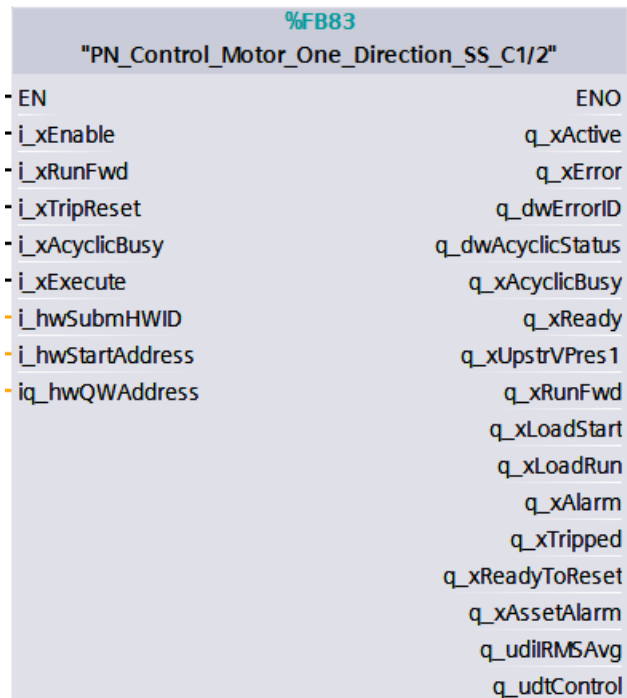 %FB83
"PN_Control_Motor_One_Direction_SS_C1/2"
EN ENO
i_xEnable q_xActive
i_xRunFwd q_xError
i_xTripReset q_dwErrorID
i_xAcyclicBusy q_dwAcyclicStatus
i_xExecute q_xAcyclicBusy
i_hwSubmHWID q_xReady
i_hwStartAddress q_xUpstrVPres1
iq_hwQWAddress q_xRunFwd
q_xLoadStart
q_xLoadRun
q_xAlarm
q_xTripped
q_xReadyToReset
q_xAssetAlarm
q_udiIRMSAvg
q_udtControl